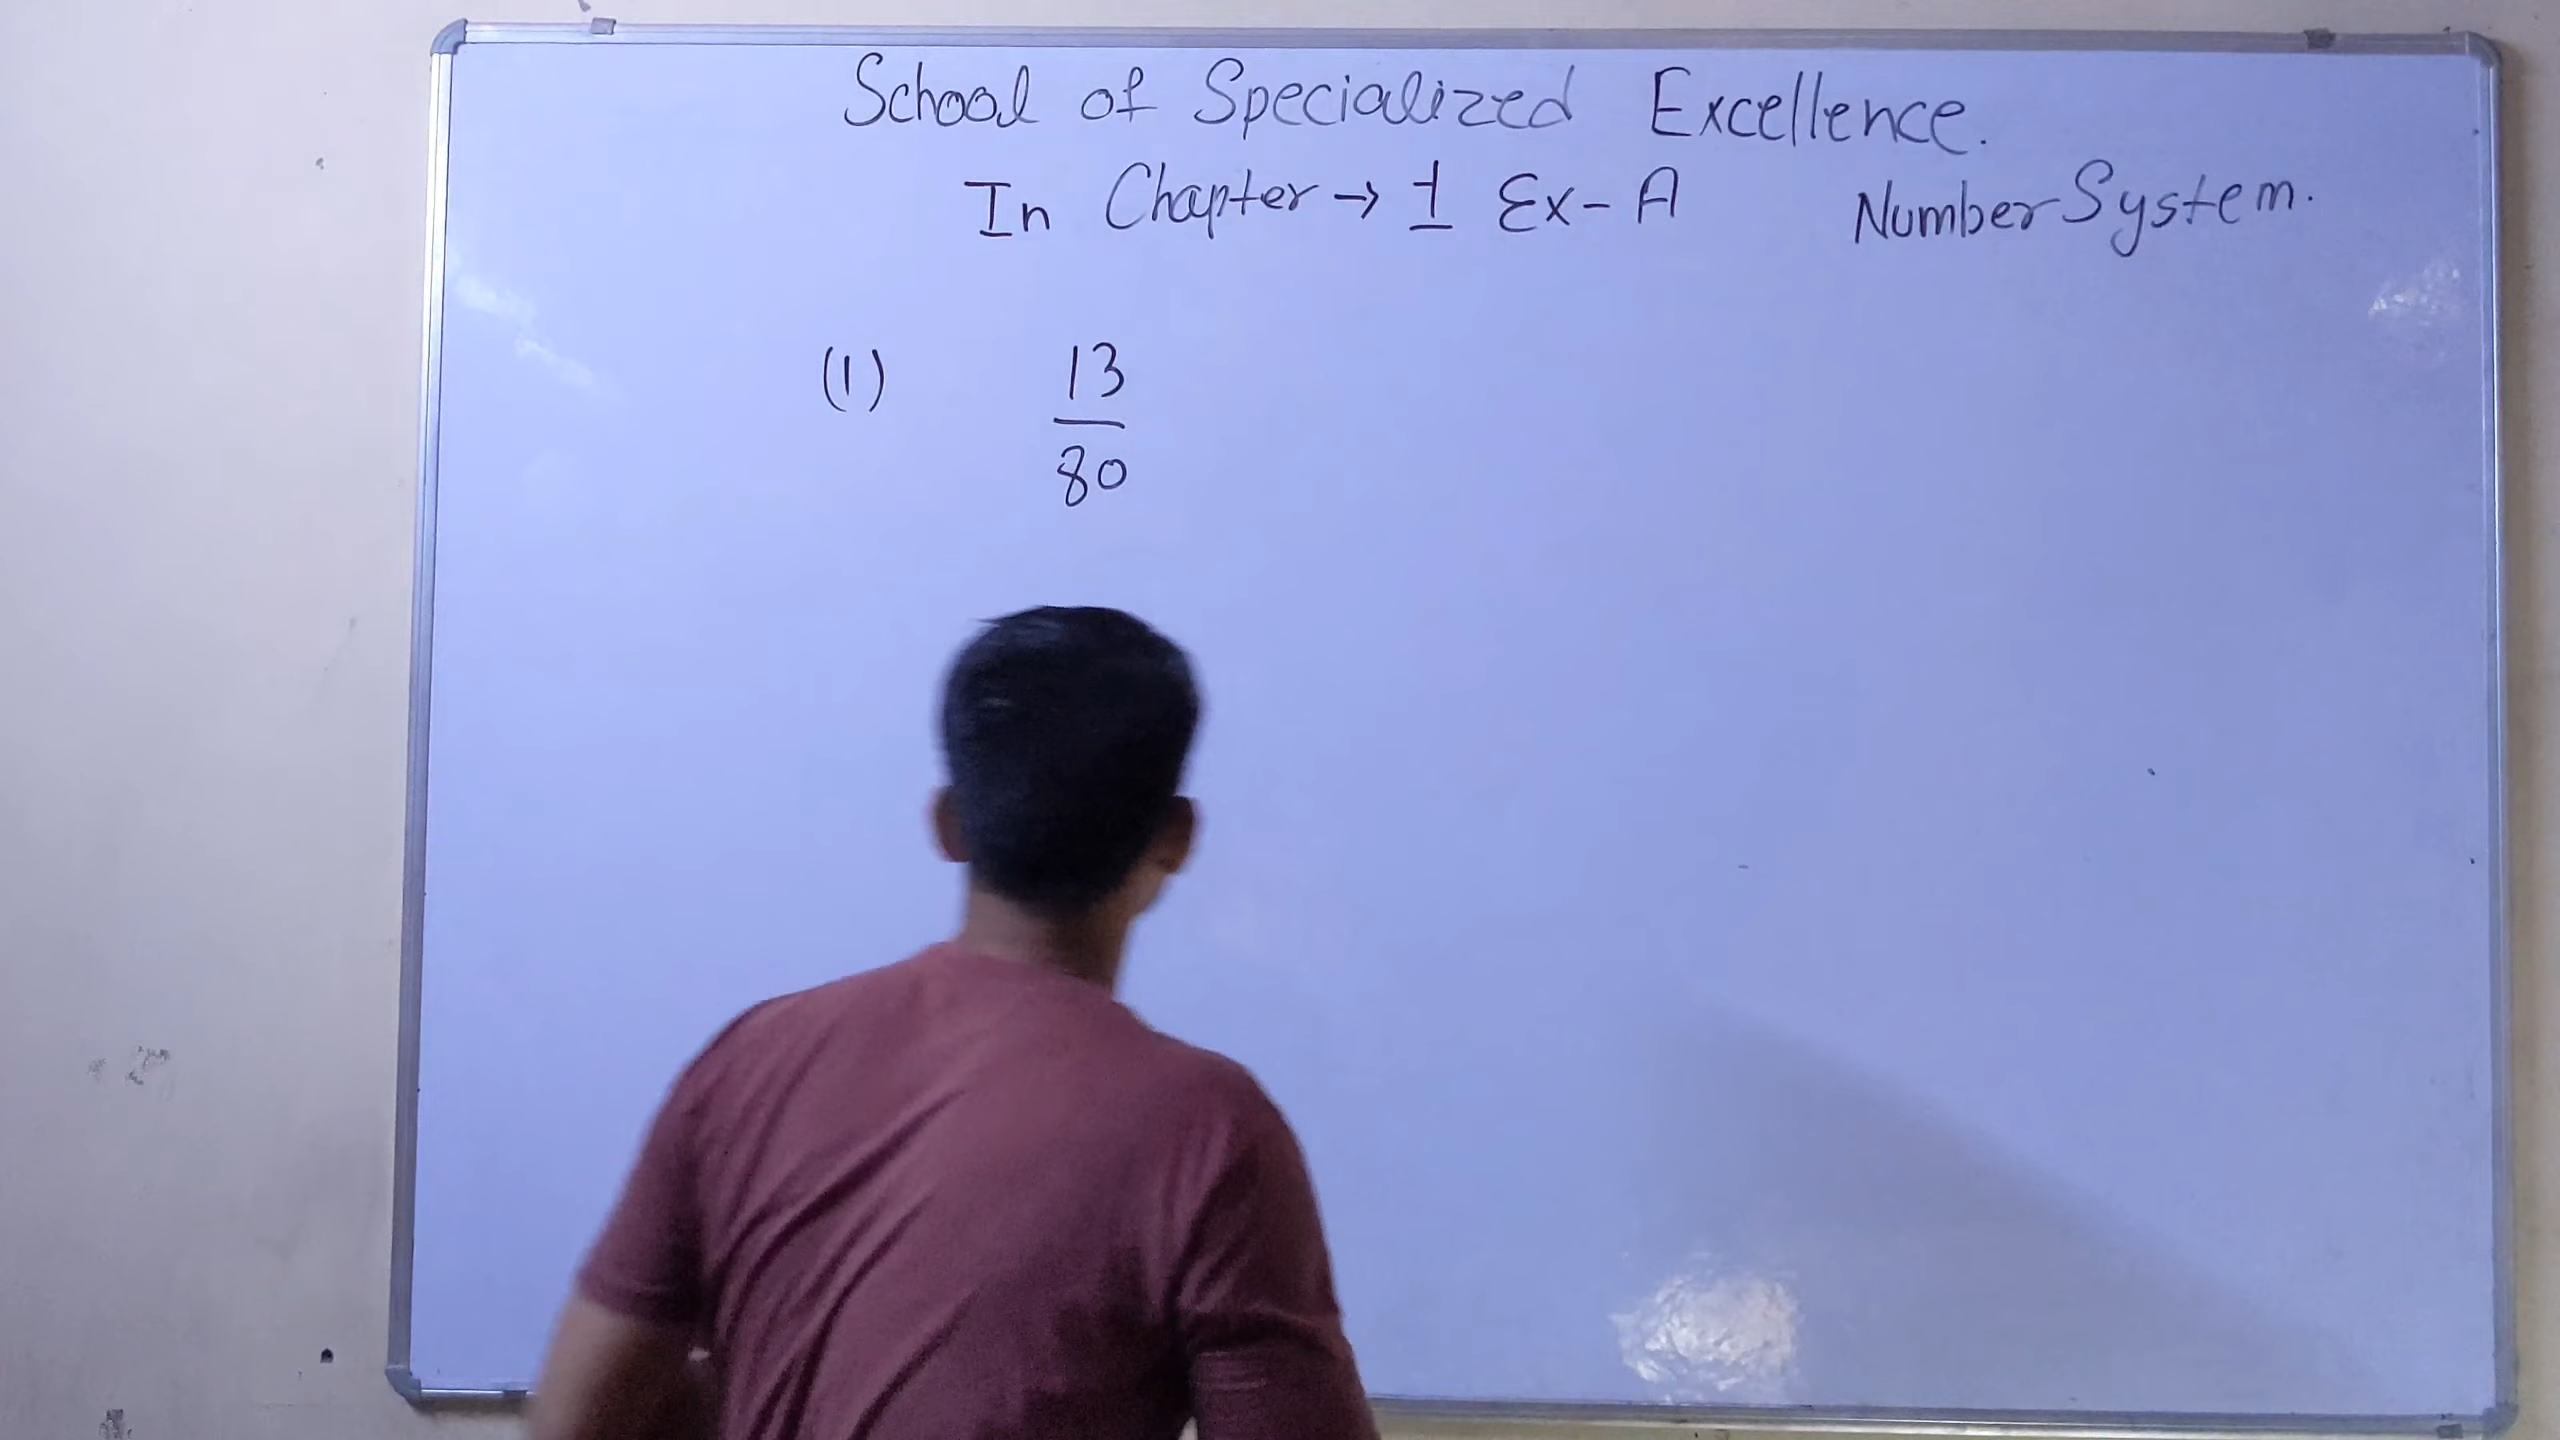 School of Specialized Excellence.
In Chapter → 1 Ex - A Number System.
(1) 13/80